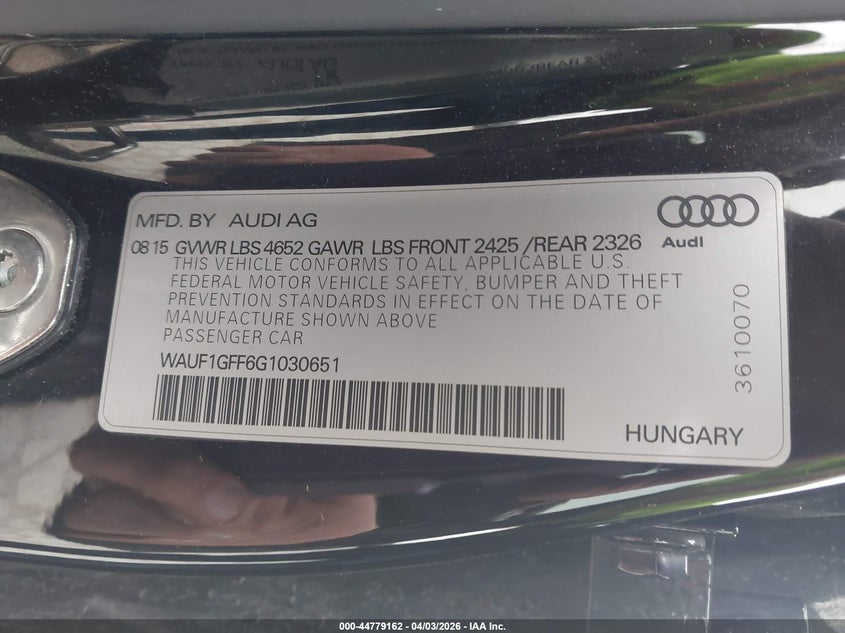 MFD. BY AUDI AG
08 15 GVWR LBS 4652 GAWR LBS FRONT 2425 /REAR 2326
Audi
THIS VEHICLE CONFORMS TO ALL APPLICABLE U.S.
FEDERAL MOTOR VEHICLE SAFETY, BUMPER AND THEFT
PREVENTION STANDARDS IN EFFECT ON THE DATE OF
MANUFACTURE SHOWN ABOVE
PASSENGER CAR
WAUF1GFF6G1030651
3610070
HUNGARY
000-44779162 - 04/03/2026 - IAA Inc.